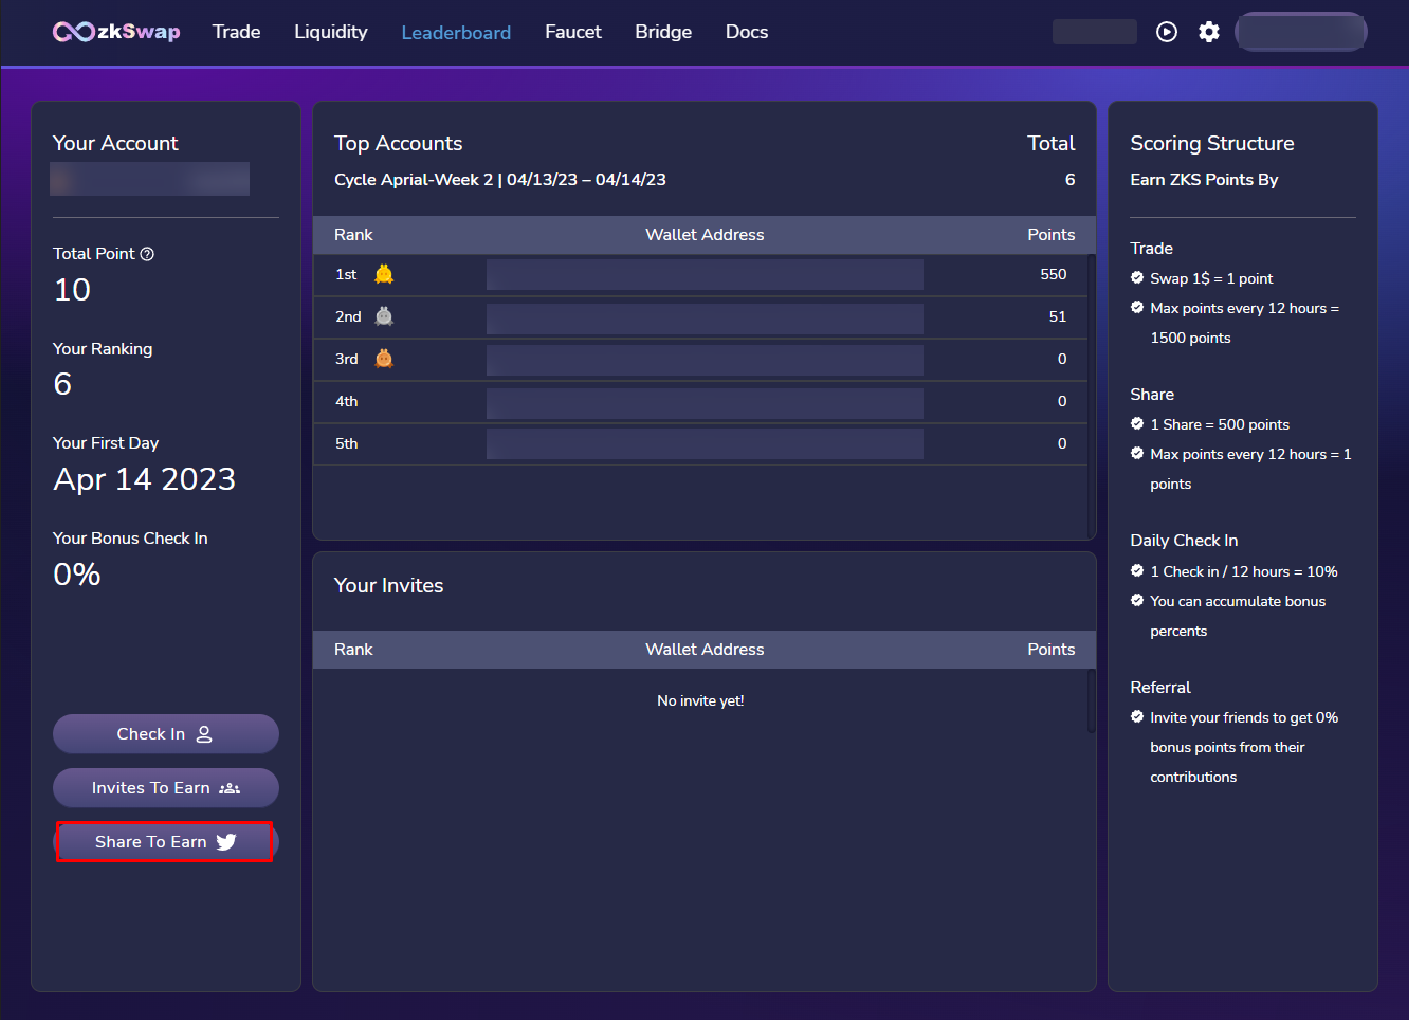 zkSwap Trade Liquidity Leaderboard Faucet Bridge Docs
Your Account
Total Point
10
Your Ranking
6
Your First Day
Apr 14 2023
Your Bonus Check In
0%
Check In
Invites To Earn
Share To Earn
Top Accounts Total
Cycle Aprial-Week 2 | 04/13/23 – 04/14/23 6
Rank Wallet Address Points
1st 550
2nd 51
3rd 0
4th 0
5th 0
Your Invites
Rank Wallet Address Points
No invite yet!
Scoring Structure
Earn ZKS Points By
Trade
Swap 1$ = 1 point
Max points every 12 hours =
1500 points
Share
1 Share = 500 points
Max points every 12 hours = 1
points
Daily Check In
1 Check in / 12 hours = 10%
You can accumulate bonus
percents
Referral
Invite your friends to get 0%
bonus points from their
contributions